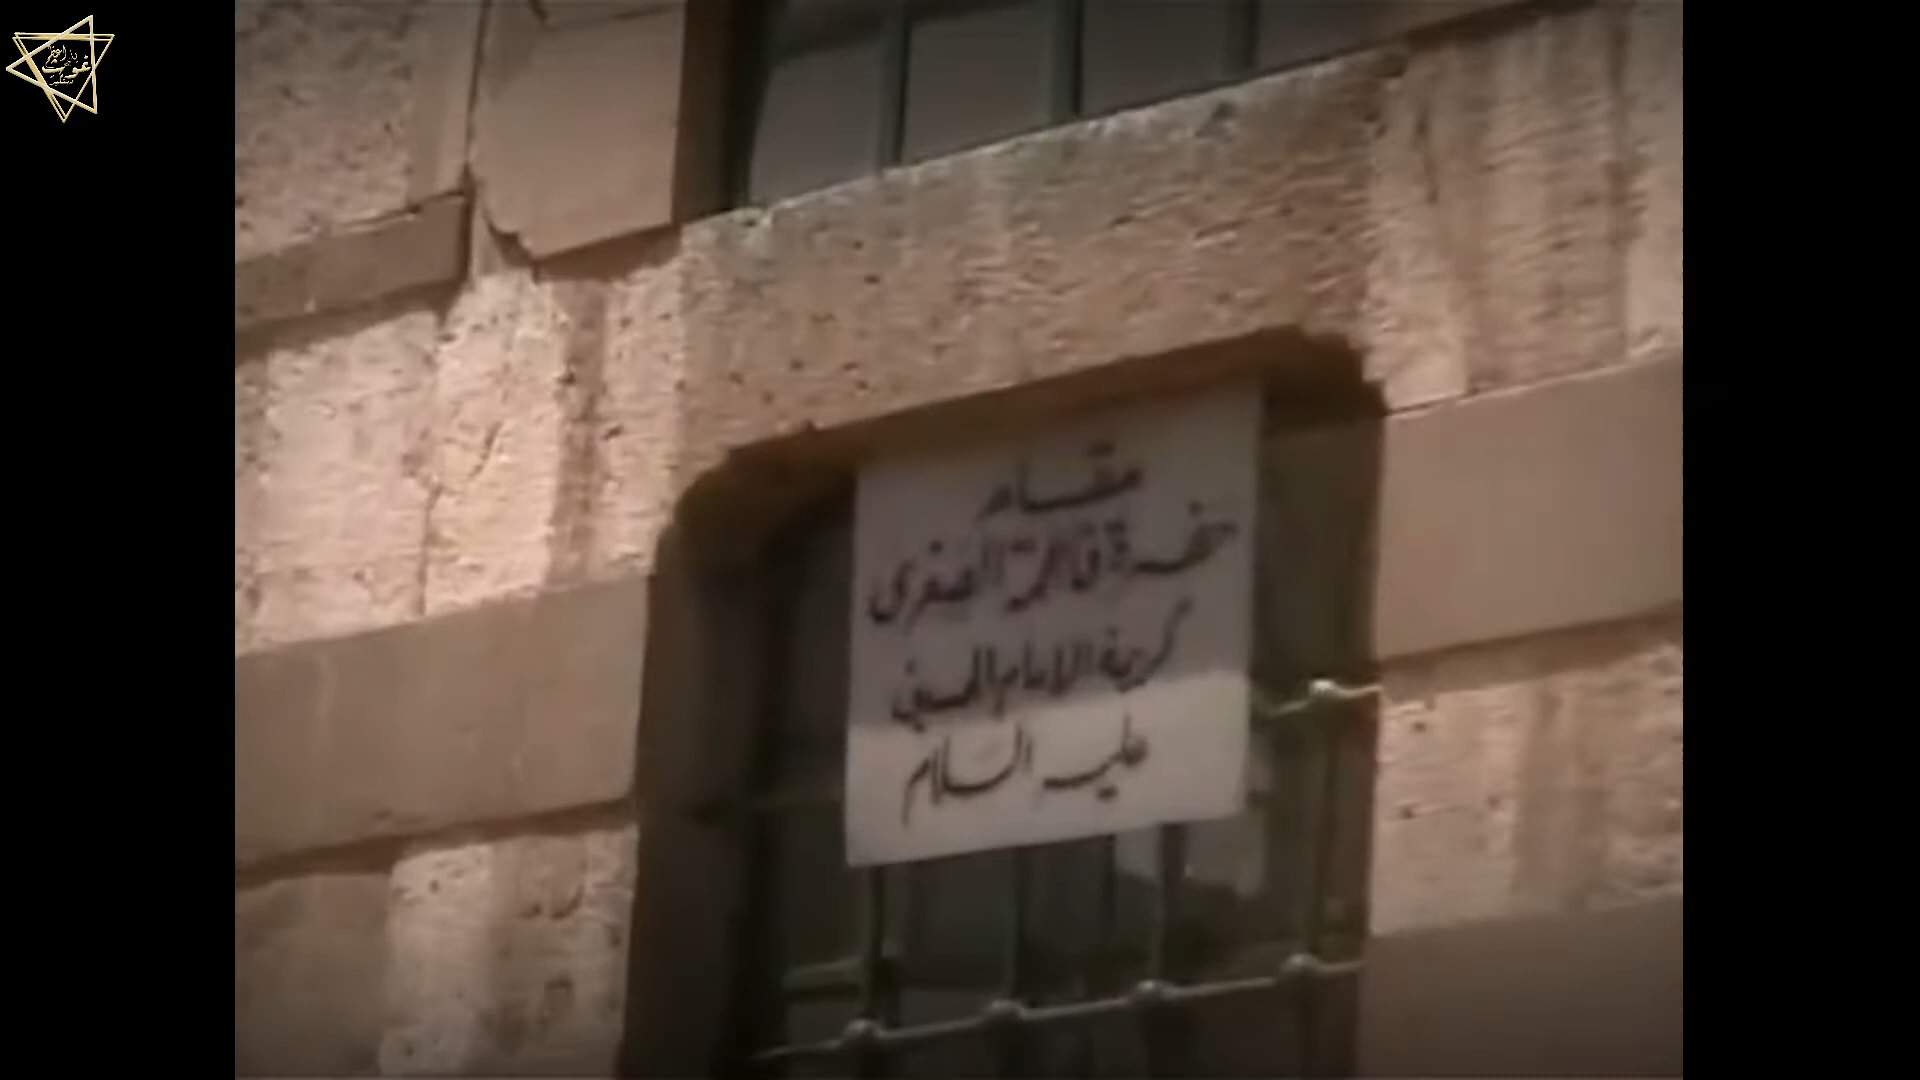 مقام
حضرة فاطمة الصغرى
كريمة الإمام الحسين
عليه السلام